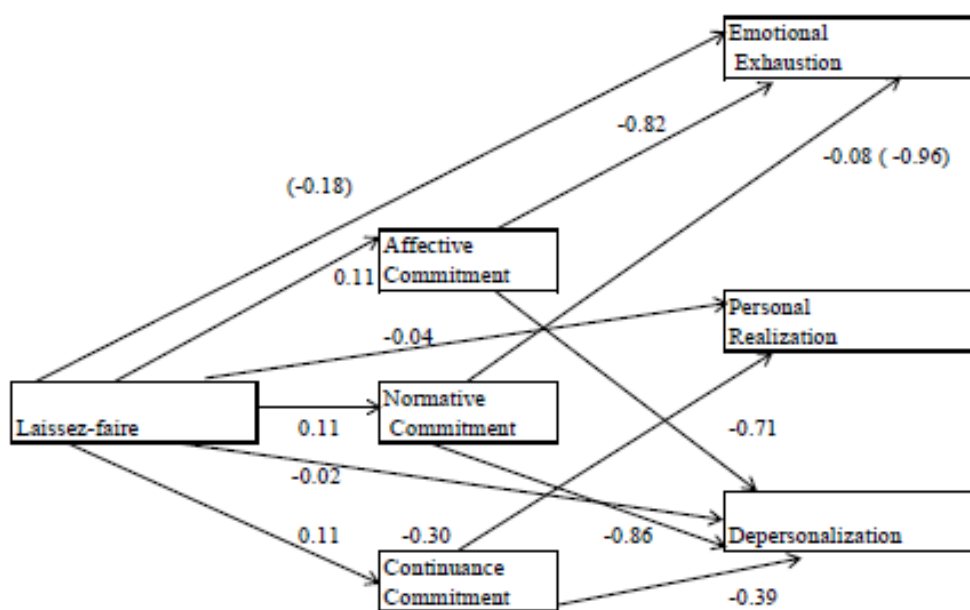 Emotional
Exhaustion
-0.82
-0.08 ( -0.96)
(-0.18)
Affective
Commitment
0.11
Personal
Realization
-0.04
Normative
Commitment
Laissez-faire
0.11
-0.71
-0.02
Depersonalization
0.11
-0.30
-0.86
Continuance
Commitment
-0.39